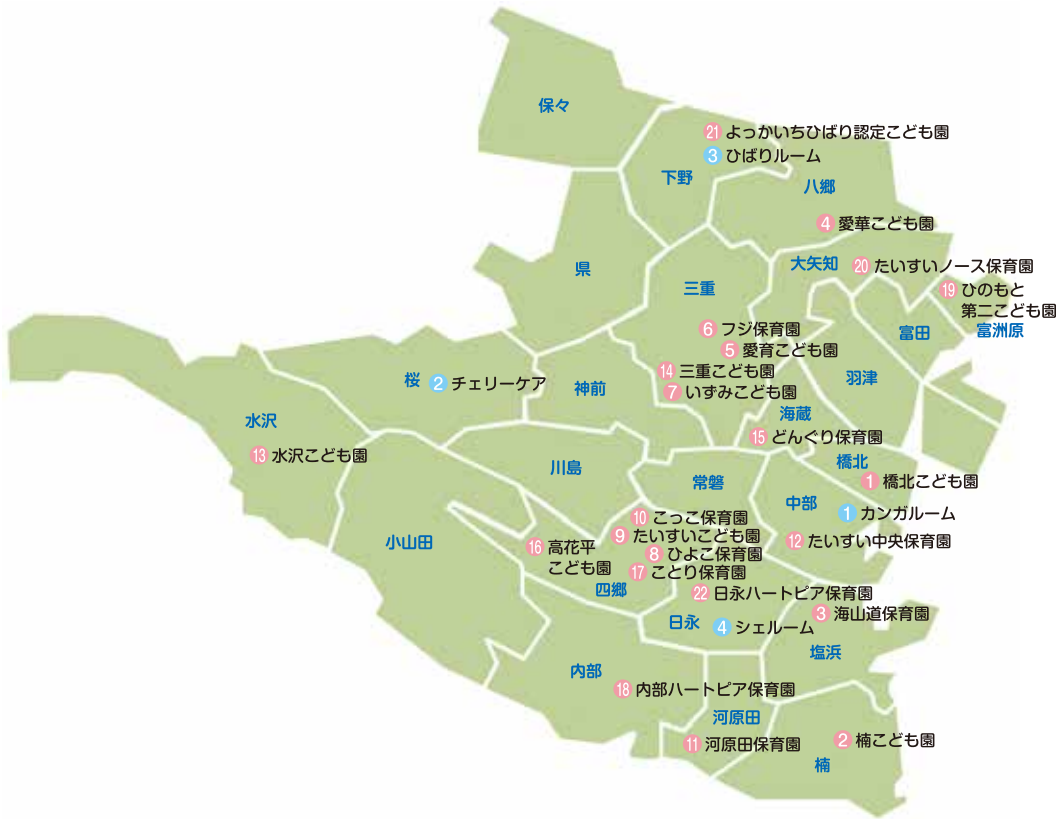 保々
㉑ よっかいちひばり認定こども園
③ ひばりルーム
下野
八郷
④ 愛華こども園
県
大矢知
⑳ たいすいノース保育園
三重
⑲ ひのもと
第二こども園
富洲原
富田
⑥ フジ保育園
⑤ 愛育こども園
⑭ 三重こども園
⑦ いずみこども園
羽津
桜
② チェリーケア
神前
海蔵
⑮ どんぐり保育園
水沢
⑬ 水沢こども園
川島
常磐
橋北
① 橋北こども園
中部
① カンガルーム
⑫ たいすい中央保育園
小山田
⑩ こっこ保育園
⑨ たいすいこども園
⑧ ひよこ保育園
⑰ ことり保育園
⑯ 高花平
こども園
四郷
㉒ 日永ハートピア保育園
日永
④ シェルーム
③ 海山道保育園
塩浜
内部
⑱ 内部ハートピア保育園
河原田
⑪ 河原田保育園
② 楠こども園
楠